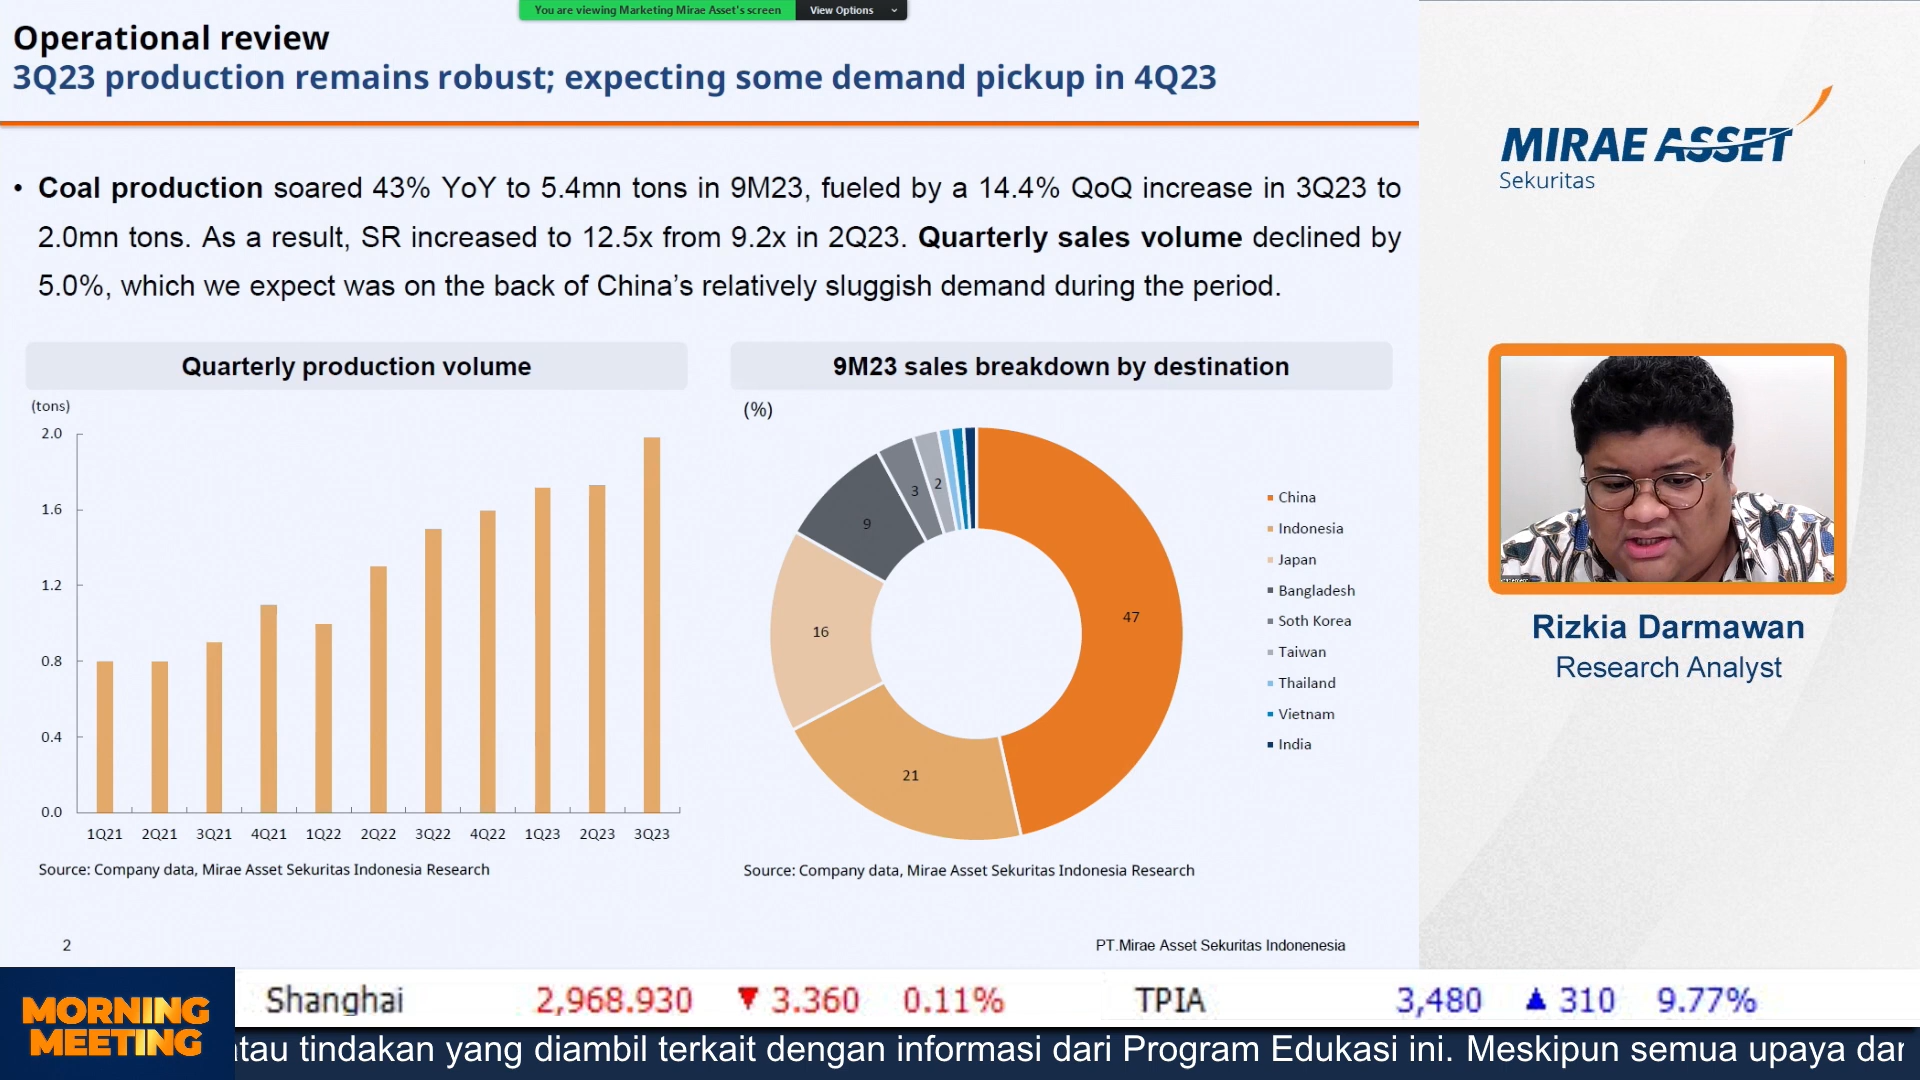 You are viewing Marketing Mirae Asset's screen
View Options
Operational review
3Q23 production remains robust; expecting some demand pickup in 4Q23
• Coal production soared 43% YoY to 5.4mn tons in 9M23, fueled by a 14.4% QoQ increase in 3Q23 to
2.0mn tons. As a result, SR increased to 12.5x from 9.2x in 2Q23. Quarterly sales volume declined by
5.0%, which we expect was on the back of China’s relatively sluggish demand during the period.
Quarterly production volume
(tons)
2.0
1.6
1.2
0.8
0.4
0.0
1Q21 2Q21 3Q21 4Q21 1Q22 2Q22 3Q22 4Q22 1Q23 2Q23 3Q23
Source: Company data, Mirae Asset Sekuritas Indonesia Research
9M23 sales breakdown by destination
(%)
47
21
16
9
3
2
China
Indonesia
Japan
Bangladesh
Soth Korea
Taiwan
Thailand
Vietnam
India
Source: Company data, Mirae Asset Sekuritas Indonesia Research
2
PT.Mirae Asset Sekuritas Indonenesia
MIRAE ASSET
Sekuritas
Rizkia Darmawan
Research Analyst
MORNING
MEETING
Shanghai 2,968.930 ▼ 3.360 0.11% TPIA 3,480 ▲ 310 9.77%
atau tindakan yang diambil terkait dengan informasi dari Program Edukasi ini. Meskipun semua upaya dar